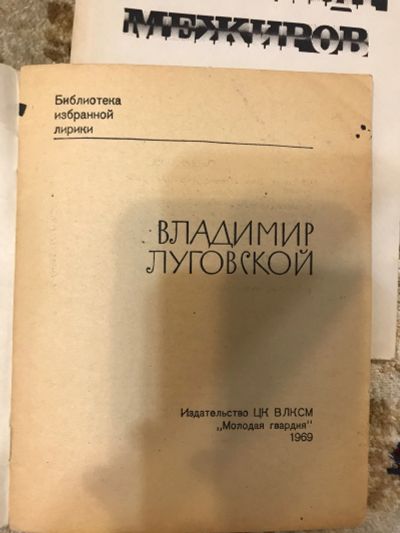 МЕЖИРОВ
Библиотека
избранной
лирики
ВЛАДИМИР
ЛУГОВСКОЙ
Издательство ЦК ВЛКСМ
„Молодая гвардия"
1969